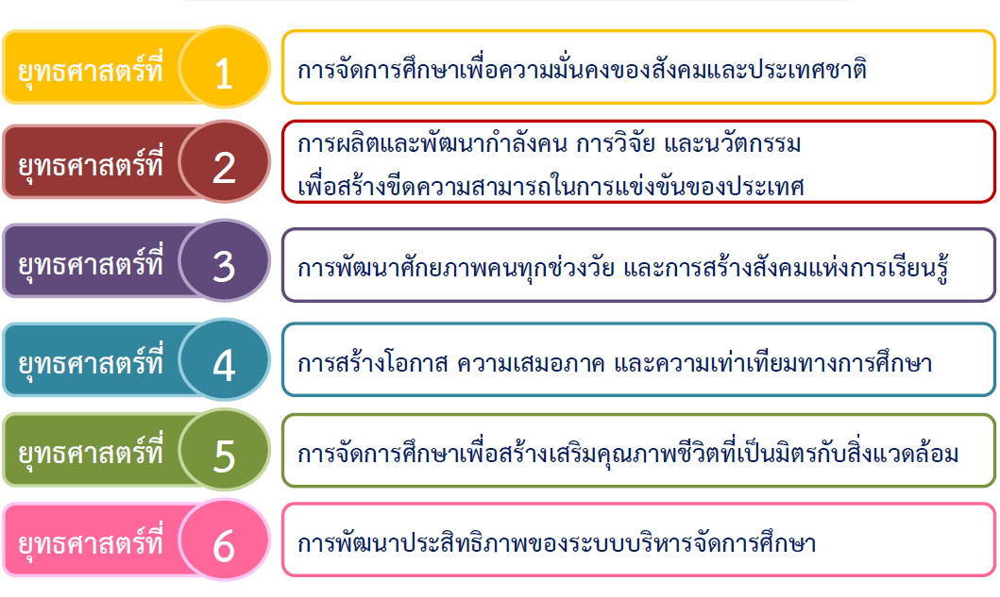 ยุทธศาสตร์ที่ 1 การจัดการศึกษาเพื่อความมั่นคงของสังคมและประเทศชาติ
ยุทธศาสตร์ที่ 2 การผลิตและพัฒนากำลังคน การวิจัย และนวัตกรรม
เพื่อสร้างขีดความสามารถในการแข่งขันของประเทศ
ยุทธศาสตร์ที่ 3 การพัฒนาศักยภาพคนทุกช่วงวัย และการสร้างสังคมแห่งการเรียนรู้
ยุทธศาสตร์ที่ 4 การสร้างโอกาส ความเสมอภาค และความเท่าเทียมทางการศึกษา
ยุทธศาสตร์ที่ 5 การจัดการศึกษาเพื่อสร้างเสริมคุณภาพชีวิตที่เป็นมิตรกับสิ่งแวดล้อม
ยุทธศาสตร์ที่ 6 การพัฒนาประสิทธิภาพของระบบบริหารจัดการศึกษา